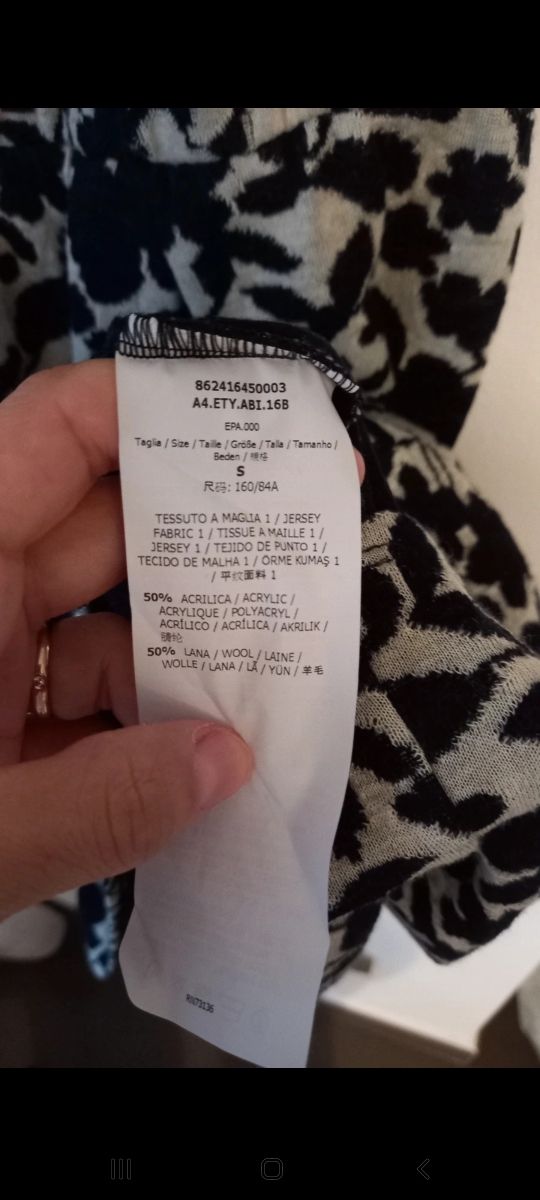 862416450003
A4.ETY.ABI.16B
EPA.000
Taglia / Size / Taille / Größe / Talla / Tamanho /
Beden / 规格
S
尺码: 160/84A
TESSUTO A MAGLIA 1 / JERSEY
FABRIC 1 / TISSUE A MAILLE 1 /
JERSEY 1 / TEJIDO DE PUNTO 1 /
TECIDO DE MALHA 1 / ÖRME KUMAŞ 1
/ 平纹面料 1
50% ACRILICA / ACRYLIC /
ACRYLIQUE / POLYACRYL /
ACRÍLICO / ACRÍLICA / AKRILIK /
腈纶
50% LANA / WOOL / LAINE /
WOLLE / LANA / LÃ / YÜN / 羊毛
RN73136